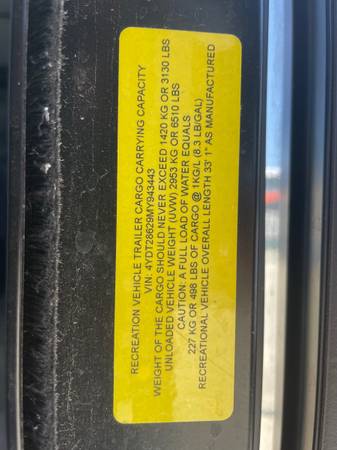 RECREATION VEHICLE TRAILER CARGO CARRYING CAPACITY
VIN: 4YDT28629MY943443
WEIGHT OF THE CARGO SHOULD NEVER EXCEED 1420 KG OR 3130 LBS
UNLOADED VEHICLE WEIGHT (UVW) 2953 KG OR 6510 LBS
CAUTION: A FULL LOAD OF WATER EQUALS
227 KG OR 498 LBS OF CARGO @ 1KG/L (8.3 LB/GAL)
RECREATIONAL VEHICLE OVERALL LENGTH 33' 1" AS MANUFACTURED